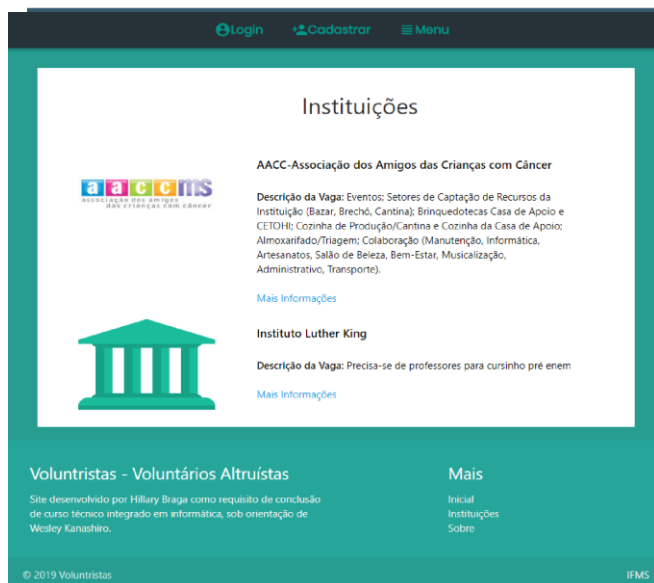 Login +Cadastrar Menu
Instituições
aaccms
associação dos amigos
das crianças com câncer
AACC-Associação dos Amigos das Crianças com Câncer
Descrição da Vaga: Eventos; Setores de Captação de Recursos da
Instituição (Bazar, Brechó, Cantina); Brinquedotecas Casa de Apoio e
CETOHI; Cozinha de Produção/Cantina e Cozinha da Casa de Apoio;
Almoxarifado/Triagem; Colaboração (Manutenção, Informática,
Artesanatos, Salão de Beleza, Bem-Estar, Musicalização,
Administrativo, Transporte).
Mais Informações
Instituto Luther King
Descrição da Vaga: Precisa-se de professores para cursinho pré enem
Mais Informações
Voluntristas - Voluntários Altruístas
Site desenvolvido por Hillary Braga como requisito de conclusão
de curso técnico integrado em informática, sob orientação de
Wesley Kanashiro.
Mais
Inicial
Instituições
Sobre
© 2019 Voluntristas IFMS